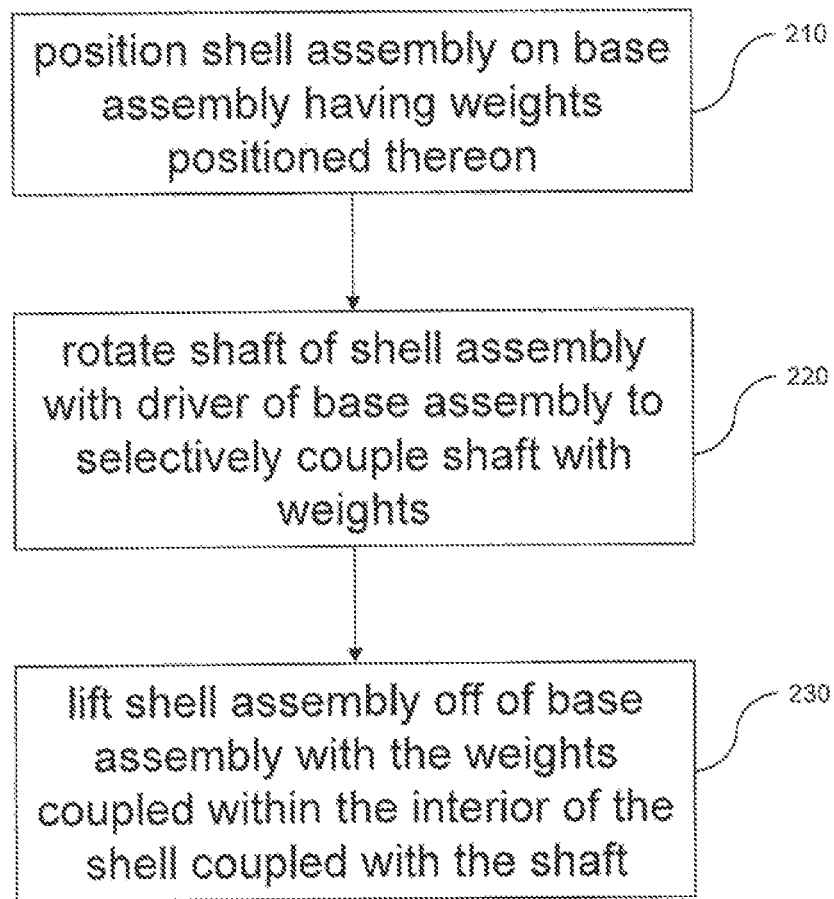 position shell assembly on base
assembly having weights
positioned thereon
210
rotate shaft of shell assembly
with driver of base assembly to
selectively couple shaft with
weights
220
lift shell assembly off of base
assembly with the weights
coupled within the interior of the
shell coupled with the shaft
230